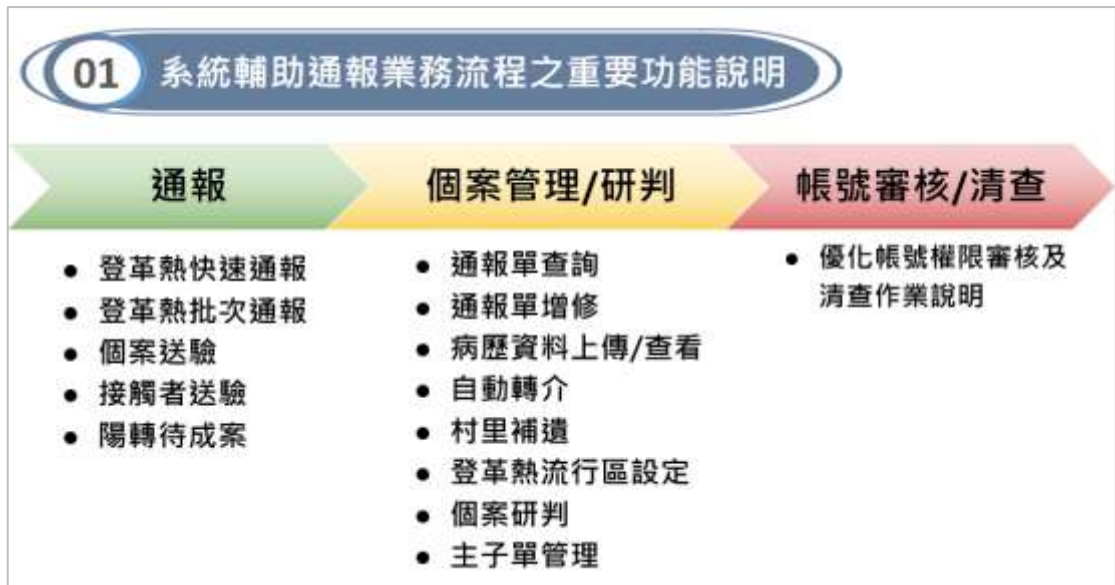 01 系統輔助通報業務流程之重要功能說明
通報
● 登革熱快速通報
● 登革熱批次通報
● 個案送驗
● 接觸者送驗
● 陽轉待成案
個案管理/研判
● 通報單查詢
● 通報單增修
● 病歷資料上傳/查看
● 自動轉介
● 村里補遺
● 登革熱流行區設定
● 個案研判
● 主子單管理
帳號審核/清查
● 優化帳號權限審核及
清查作業說明